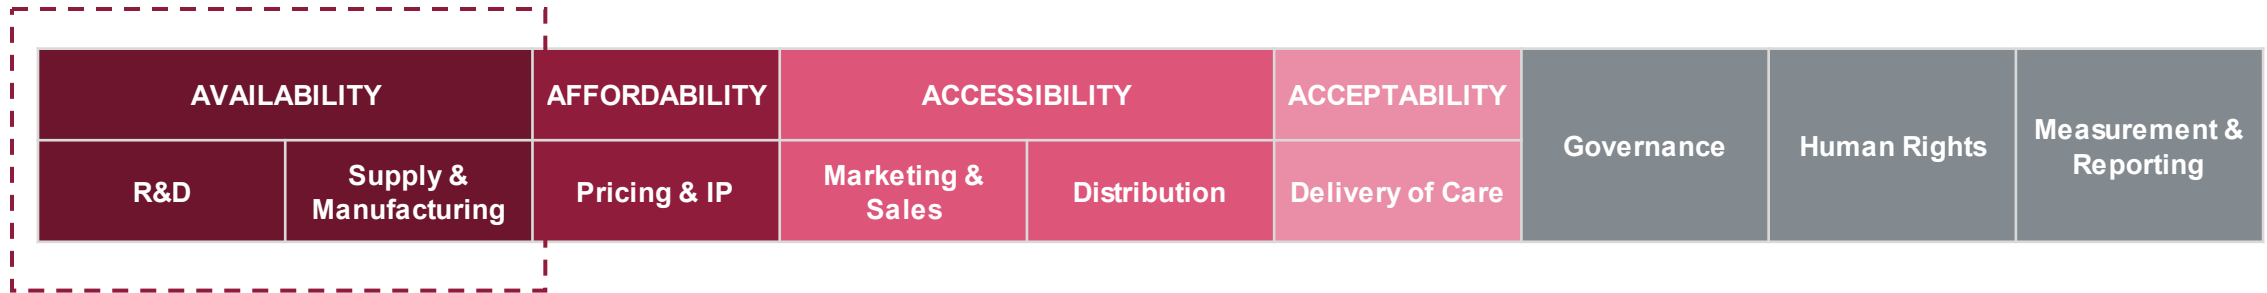 AVAILABILITY
AFFORDABILITY
ACCESSIBILITY
ACCEPTABILITY
Governance
Human Rights
Measurement &
Reporting
R&D
Supply &
Manufacturing
Pricing & IP
Marketing &
Sales
Distribution
Delivery of Care